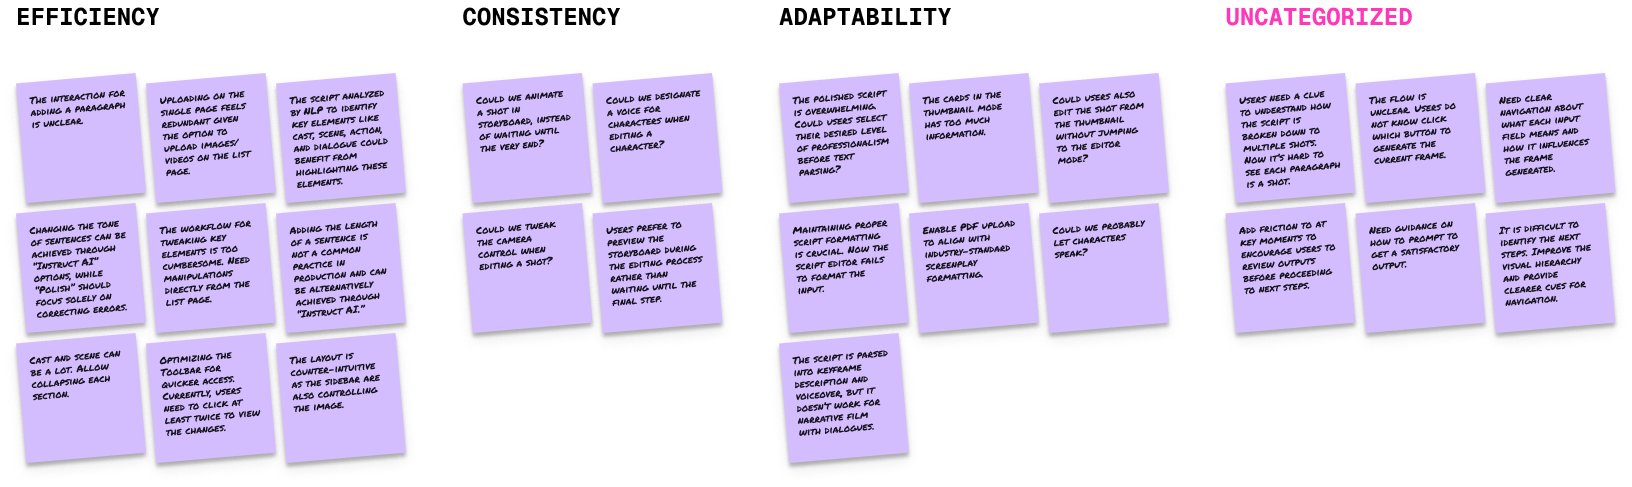 EFFICIENCY
The interaction for
adding a paragraph
is unclear.
Uploading on the
single page feels
redundant given
the option to
upload images/
videos on the list
page.
The script analyzed
by NLP to identify
key elements like
cast, scene, action,
and dialogue could
benefit from
highlighting these
elements.
Changing the tone
of sentences can be
achieved through
"Instruct AI"
options, while
"Polish" should
focus solely on
correcting errors.
The workflow for
tweaking key
elements is too
cumbersome. Need
manipulations
directly from the
list page.
Adding the length
of a sentence is
not a common
practice in
production and can
be alternatively
achieved through
"Instruct AI."
Cast and scene can
be a lot. Allow
collapsing each
section.
Optimizing the
Toolbar for
quicker access.
Currently, users
need to click at
least twice to view
the changes.
The layout is
counter-intuitive
as the sidebar are
also controlling
the image.
CONSISTENCY
Could we animate
a shot in
storyboard, instead
of waiting until
the very end?
Could we designate
a voice for
characters when
editing a
character?
Could we tweak
the camera
control when
editing a shot?
Users prefer to
preview the
storyboard during
the editing process
rather than
waiting until the
final step.
ADAPTABILITY
The polished script
is overwhelming.
Could users select
their desired level
of professionalism
before text
parsing?
The cards in the
thumbnail mode
has too much
information.
Could users also
edit the shot from
the thumbnail
without jumping
to the editor
mode?
Maintaining proper
script formatting
is crucial. Now the
script editor fails
to format the
input.
Enable PDF upload
to align with
industry-standard
screenplay
formatting.
Could we probably
let characters
speak?
The script is parsed
into keyframe
description and
voiceover, but it
doesn't work for
narrative film
with dialogues.
UNCATEGORIZED
Users need a clue
to understand how
the script is
broken down to
multiple shots.
Now it's hard to
see each paragraph
is a shot.
The flow is
unclear. Users do
not know click
which button to
generate the
current frame.
Need clear
navigation about
what each input
field means and
how it influences
the frame
generated.
Add friction to at
key moments to
encourage users to
review outputs
before proceeding
to next steps.
Need guidance on
how to prompt to
get a satisfactory
output.
It is difficult to
identify the next
steps. Improve the
visual hierarchy
and provide
clearer cues for
navigation.